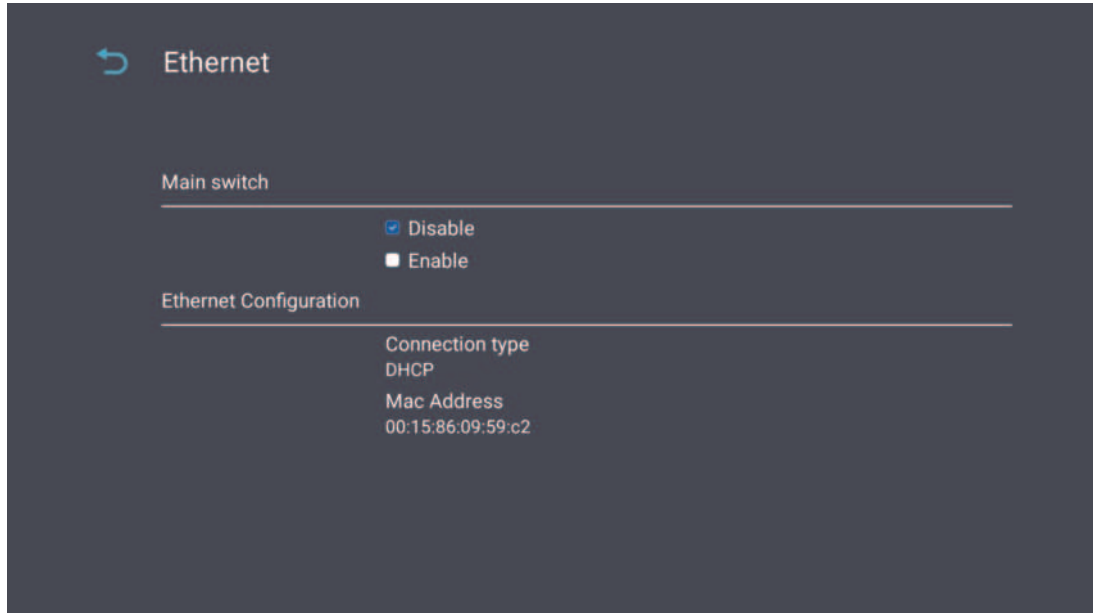 Ethernet
Main switch
Disable
Enable
Ethernet Configuration
Connection type
DHCP
Mac Address
00:15:86:09:59:c2